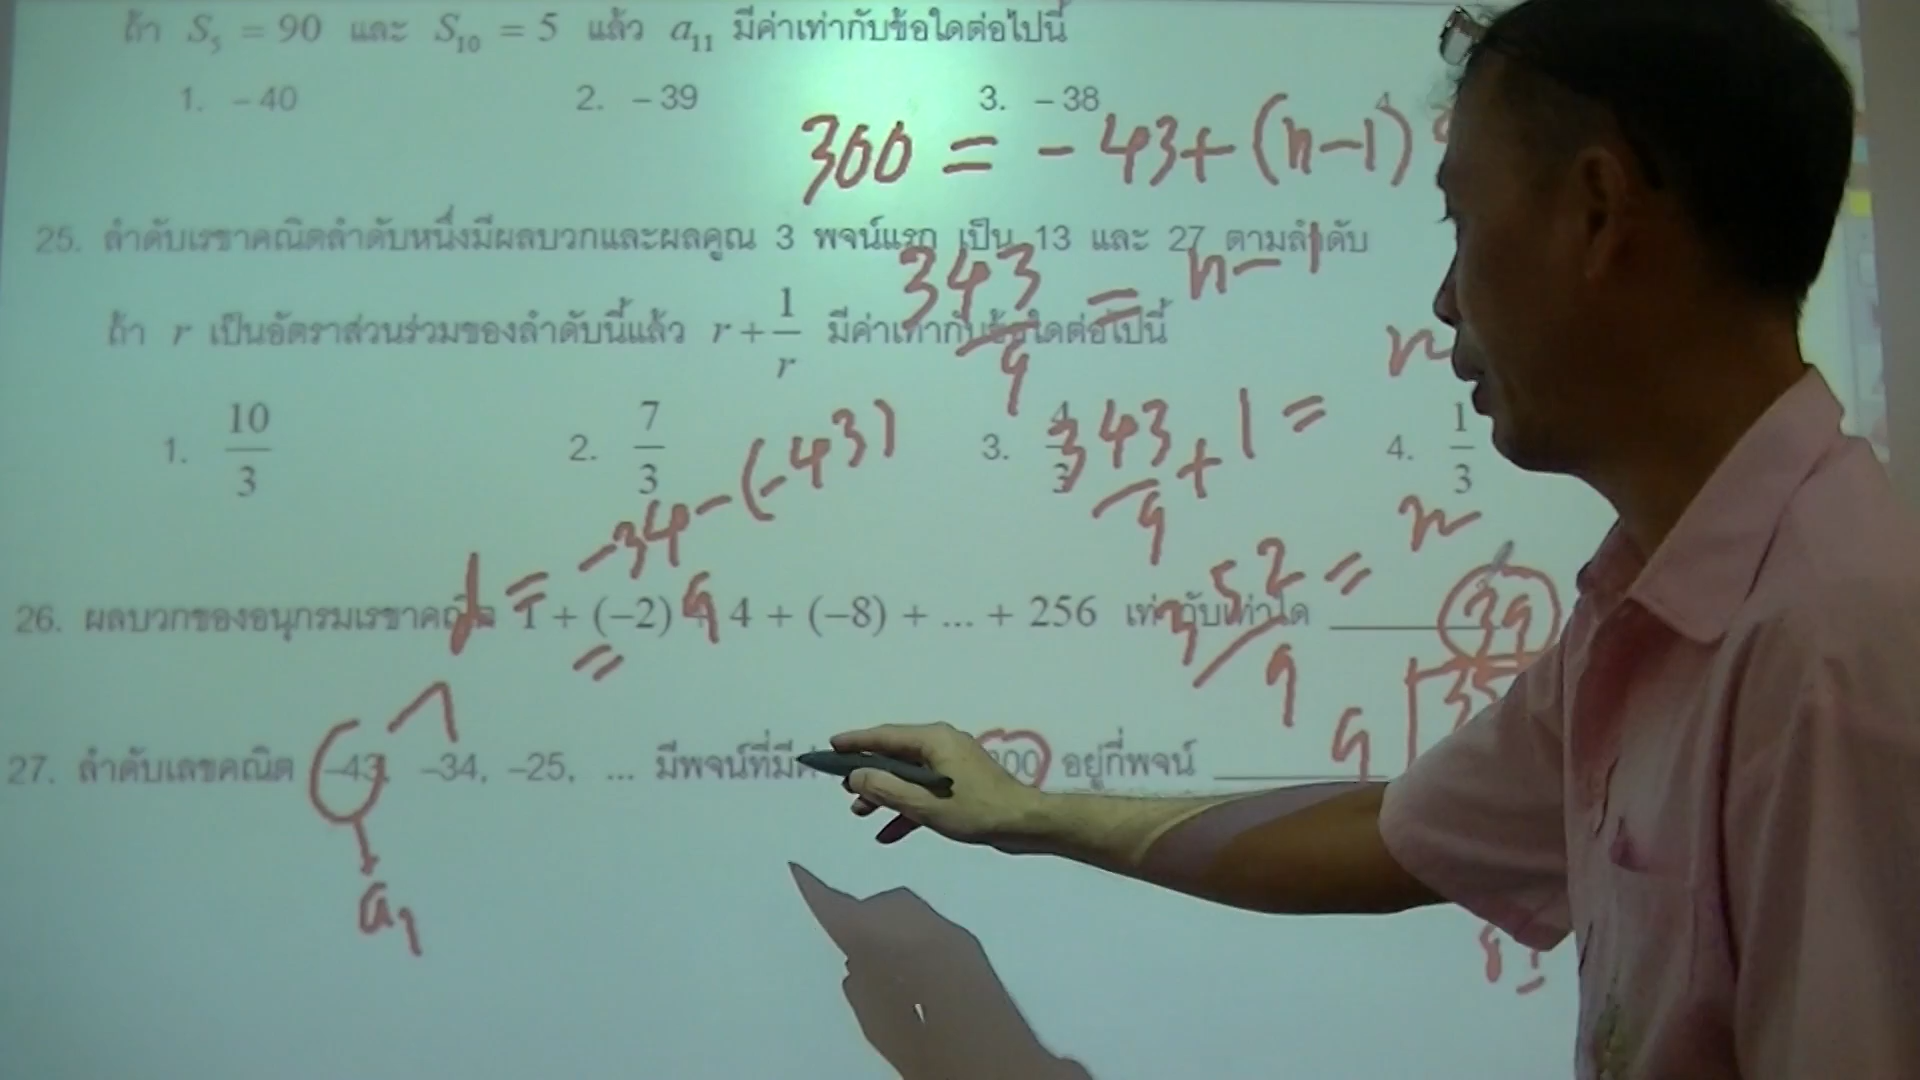 ถ้า S₅ = 90 และ S₁₀ = 5 แล้ว a₁₁ มีค่าเท่ากับข้อใดต่อไปนี้
1. – 40 2. – 39 3. – 38 4.
300 = - 43 + (n-1)
25. ลำดับเรขาคณิตลำดับหนึ่งมีผลบวกและผลคูณ 3 พจน์แรก เป็น 13 และ 27 ตามลำดับ
343/9 = n - 1
ถ้า r เป็นอัตราส่วนร่วมของลำดับนี้แล้ว r + 1/r มีค่าเท่ากับข้อใดต่อไปนี้
1. 10/3 2. 7/3 3. 4/3 4. 1/3
343/9 + 1 = n
d = -34 - (-43)
= 9
352/9 = n
39
26. ผลบวกของอนุกรมเรขาคณิต 1 + (–2) + 4 + (–8) + ... + 256 เท่ากับเท่าใด
9 35
27. ลำดับเลขคณิต –43, –34, –25, ... มีพจน์ที่มี 300 อยู่กี่พจน์
a₁